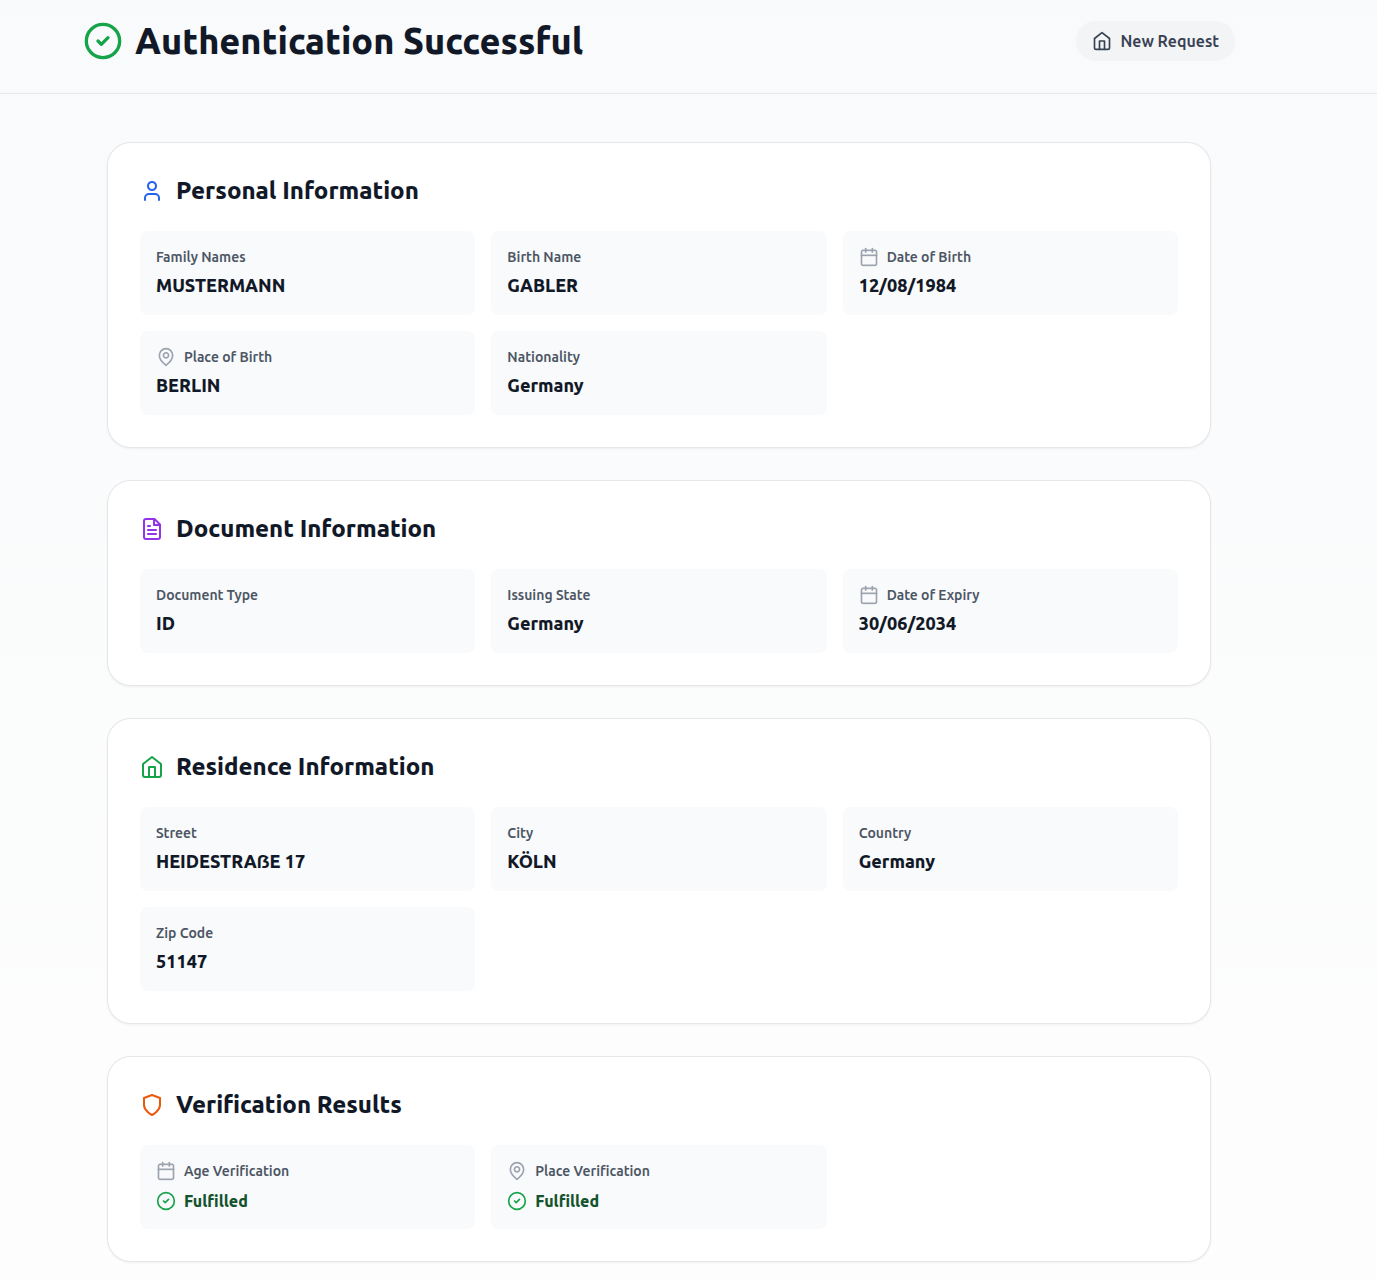 Authentication Successful
New Request
Personal Information
Family Names
MUSTERMANN
Birth Name
GABLER
Date of Birth
12/08/1984
Place of Birth
BERLIN
Nationality
Germany
Document Information
Document Type
ID
Issuing State
Germany
Date of Expiry
30/06/2034
Residence Information
Street
HEIDESTRAßE 17
City
KÖLN
Country
Germany
Zip Code
51147
Verification Results
Age Verification
Fulfilled
Place Verification
Fulfilled